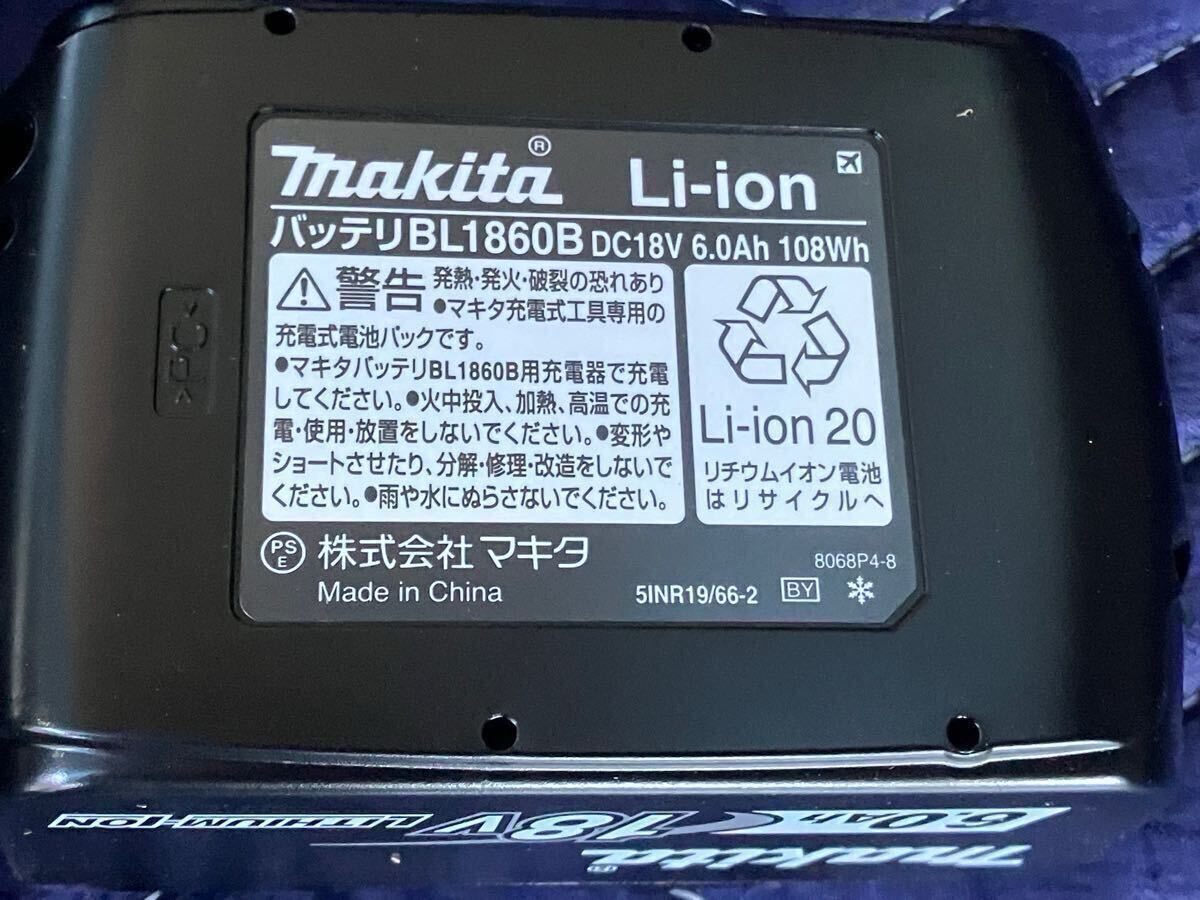 makita® Li-ion
バッテリBL1860B DC18V 6.0Ah 108Wh
警告 発熱・発火・破裂の恐れあり
●マキタ充電式工具専用の
充電式電池パックです。
●マキタバッテリBL1860B用充電器で充電
してください。●火中投入、加熱、高温での充
電・使用・放置をしないでください。●変形や
ショートさせたり、分解・修理・改造をしないで
ください。●雨や水にぬらさないでください。
Li-ion 20
リチウムイオン電池
はリサイクルへ
PS
E
株式会社マキタ
8068P4-8
Made in China
5INR19/66-2 BY
6.0Ah 18V LITHIUM-ION
makita®